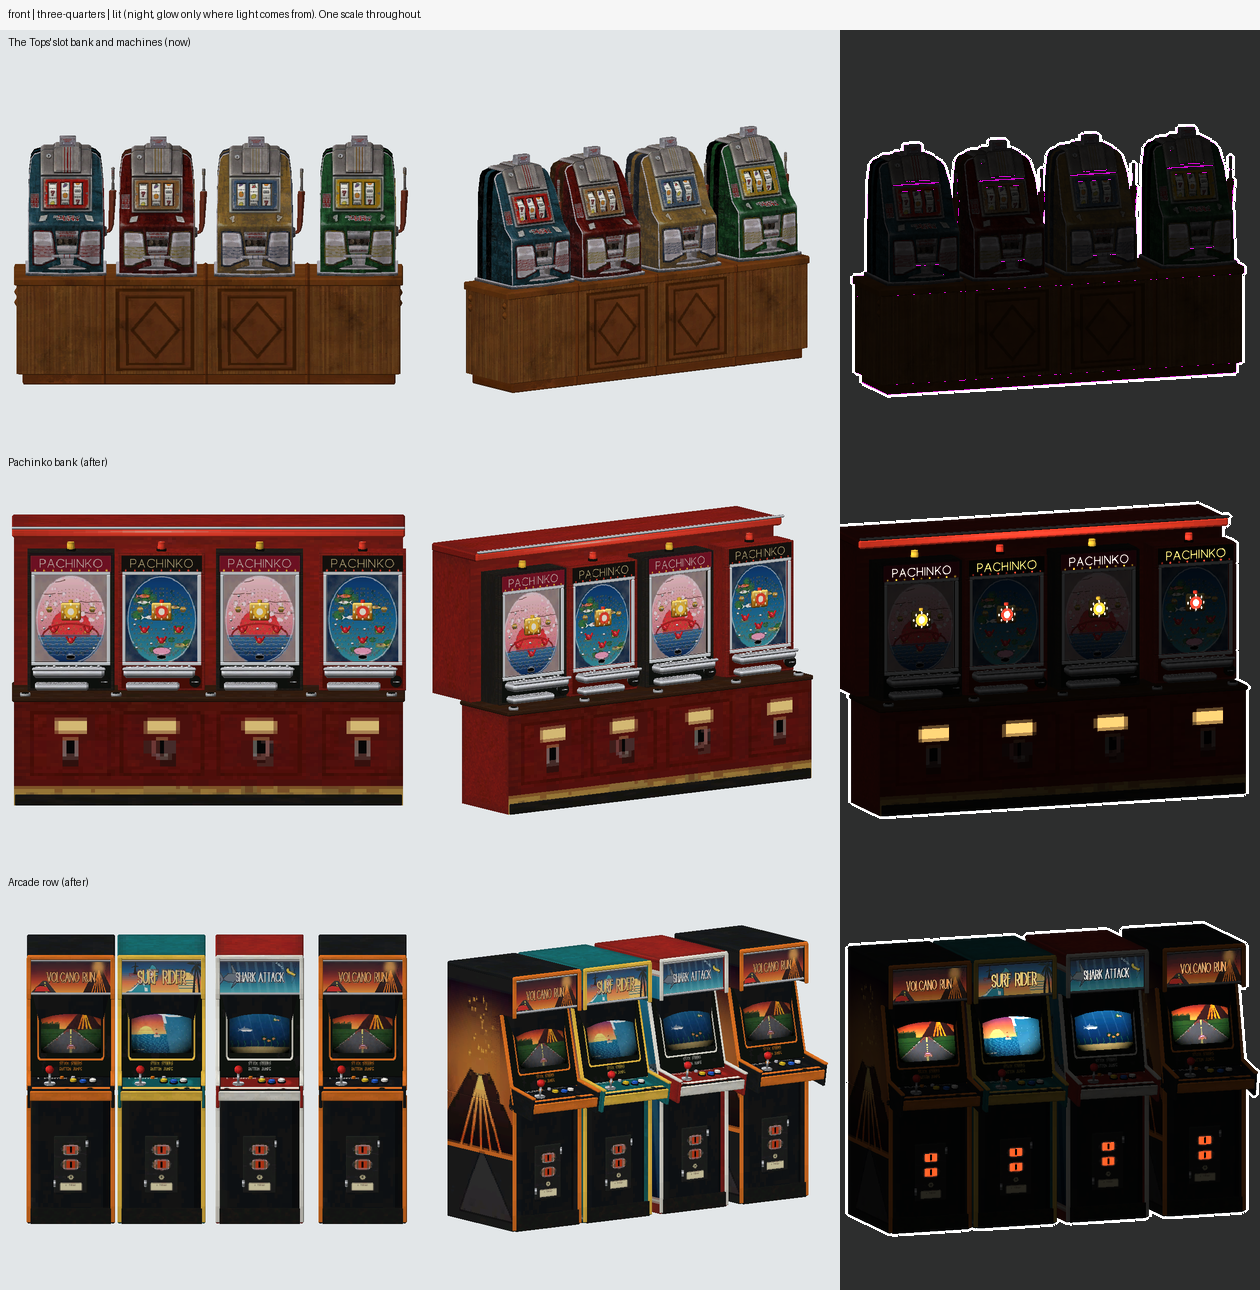 front | three-quarters | lit (night, glow only where light comes from). One scale throughout.
The Tops' slot bank and machines (now)
Pachinko bank (after)
PACHINKO PACHINKO PACHINKO PACHINKO
PACHINKO PACHINKO PACHINKO PACHINKO
PACHINKO PACHINKO PACHINKO PACHINKO
Arcade row (after)
VOLCANO RUN SURF RIDER SHARK ATTACK VOLCANO RUN
VOLCANO RUN SURF RIDER SHARK ATTACK VOLCANO RUN
VOLCANO RUN SURF RIDER SHARK ATTACK VOLCANO RUN